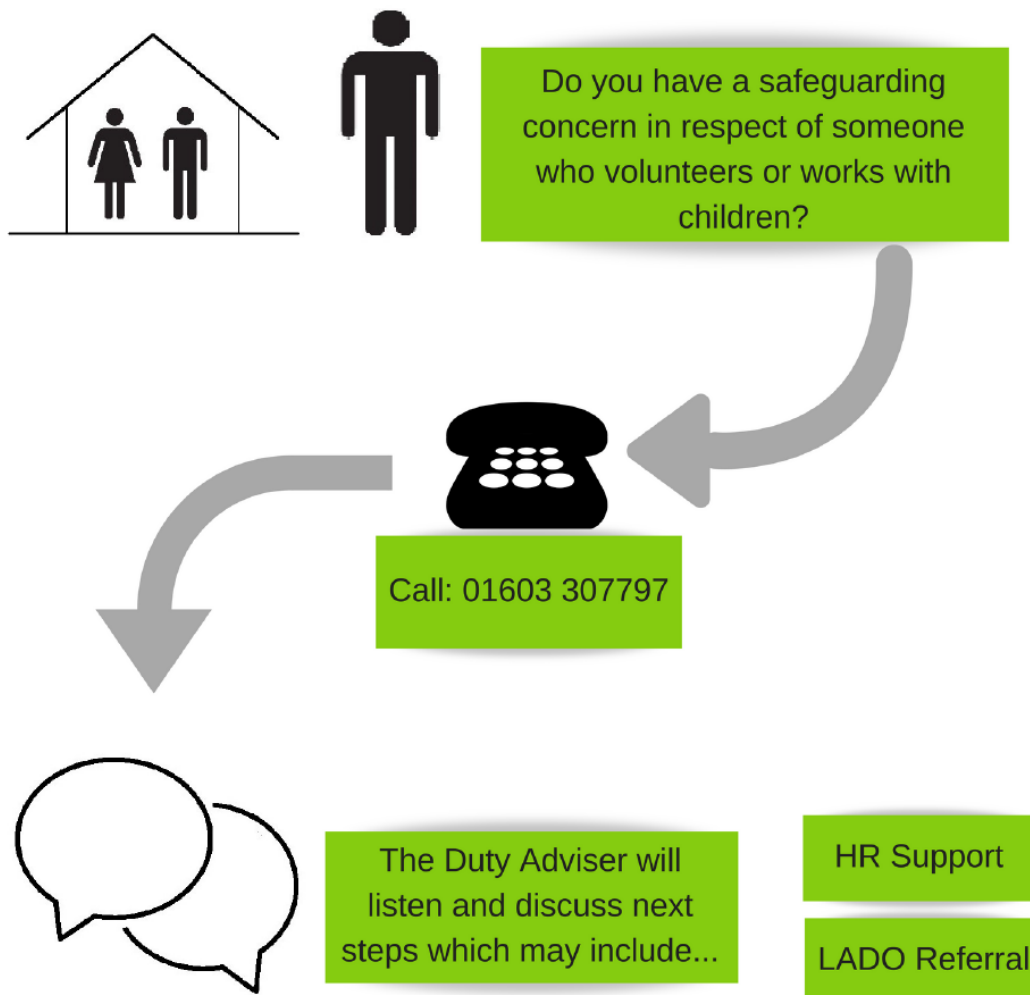 Do you have a safeguarding
concern in respect of someone
who volunteers or works with
children?
Call: 01603 307797
The Duty Adviser will
listen and discuss next
steps which may include...
HR Support
LADO Referral